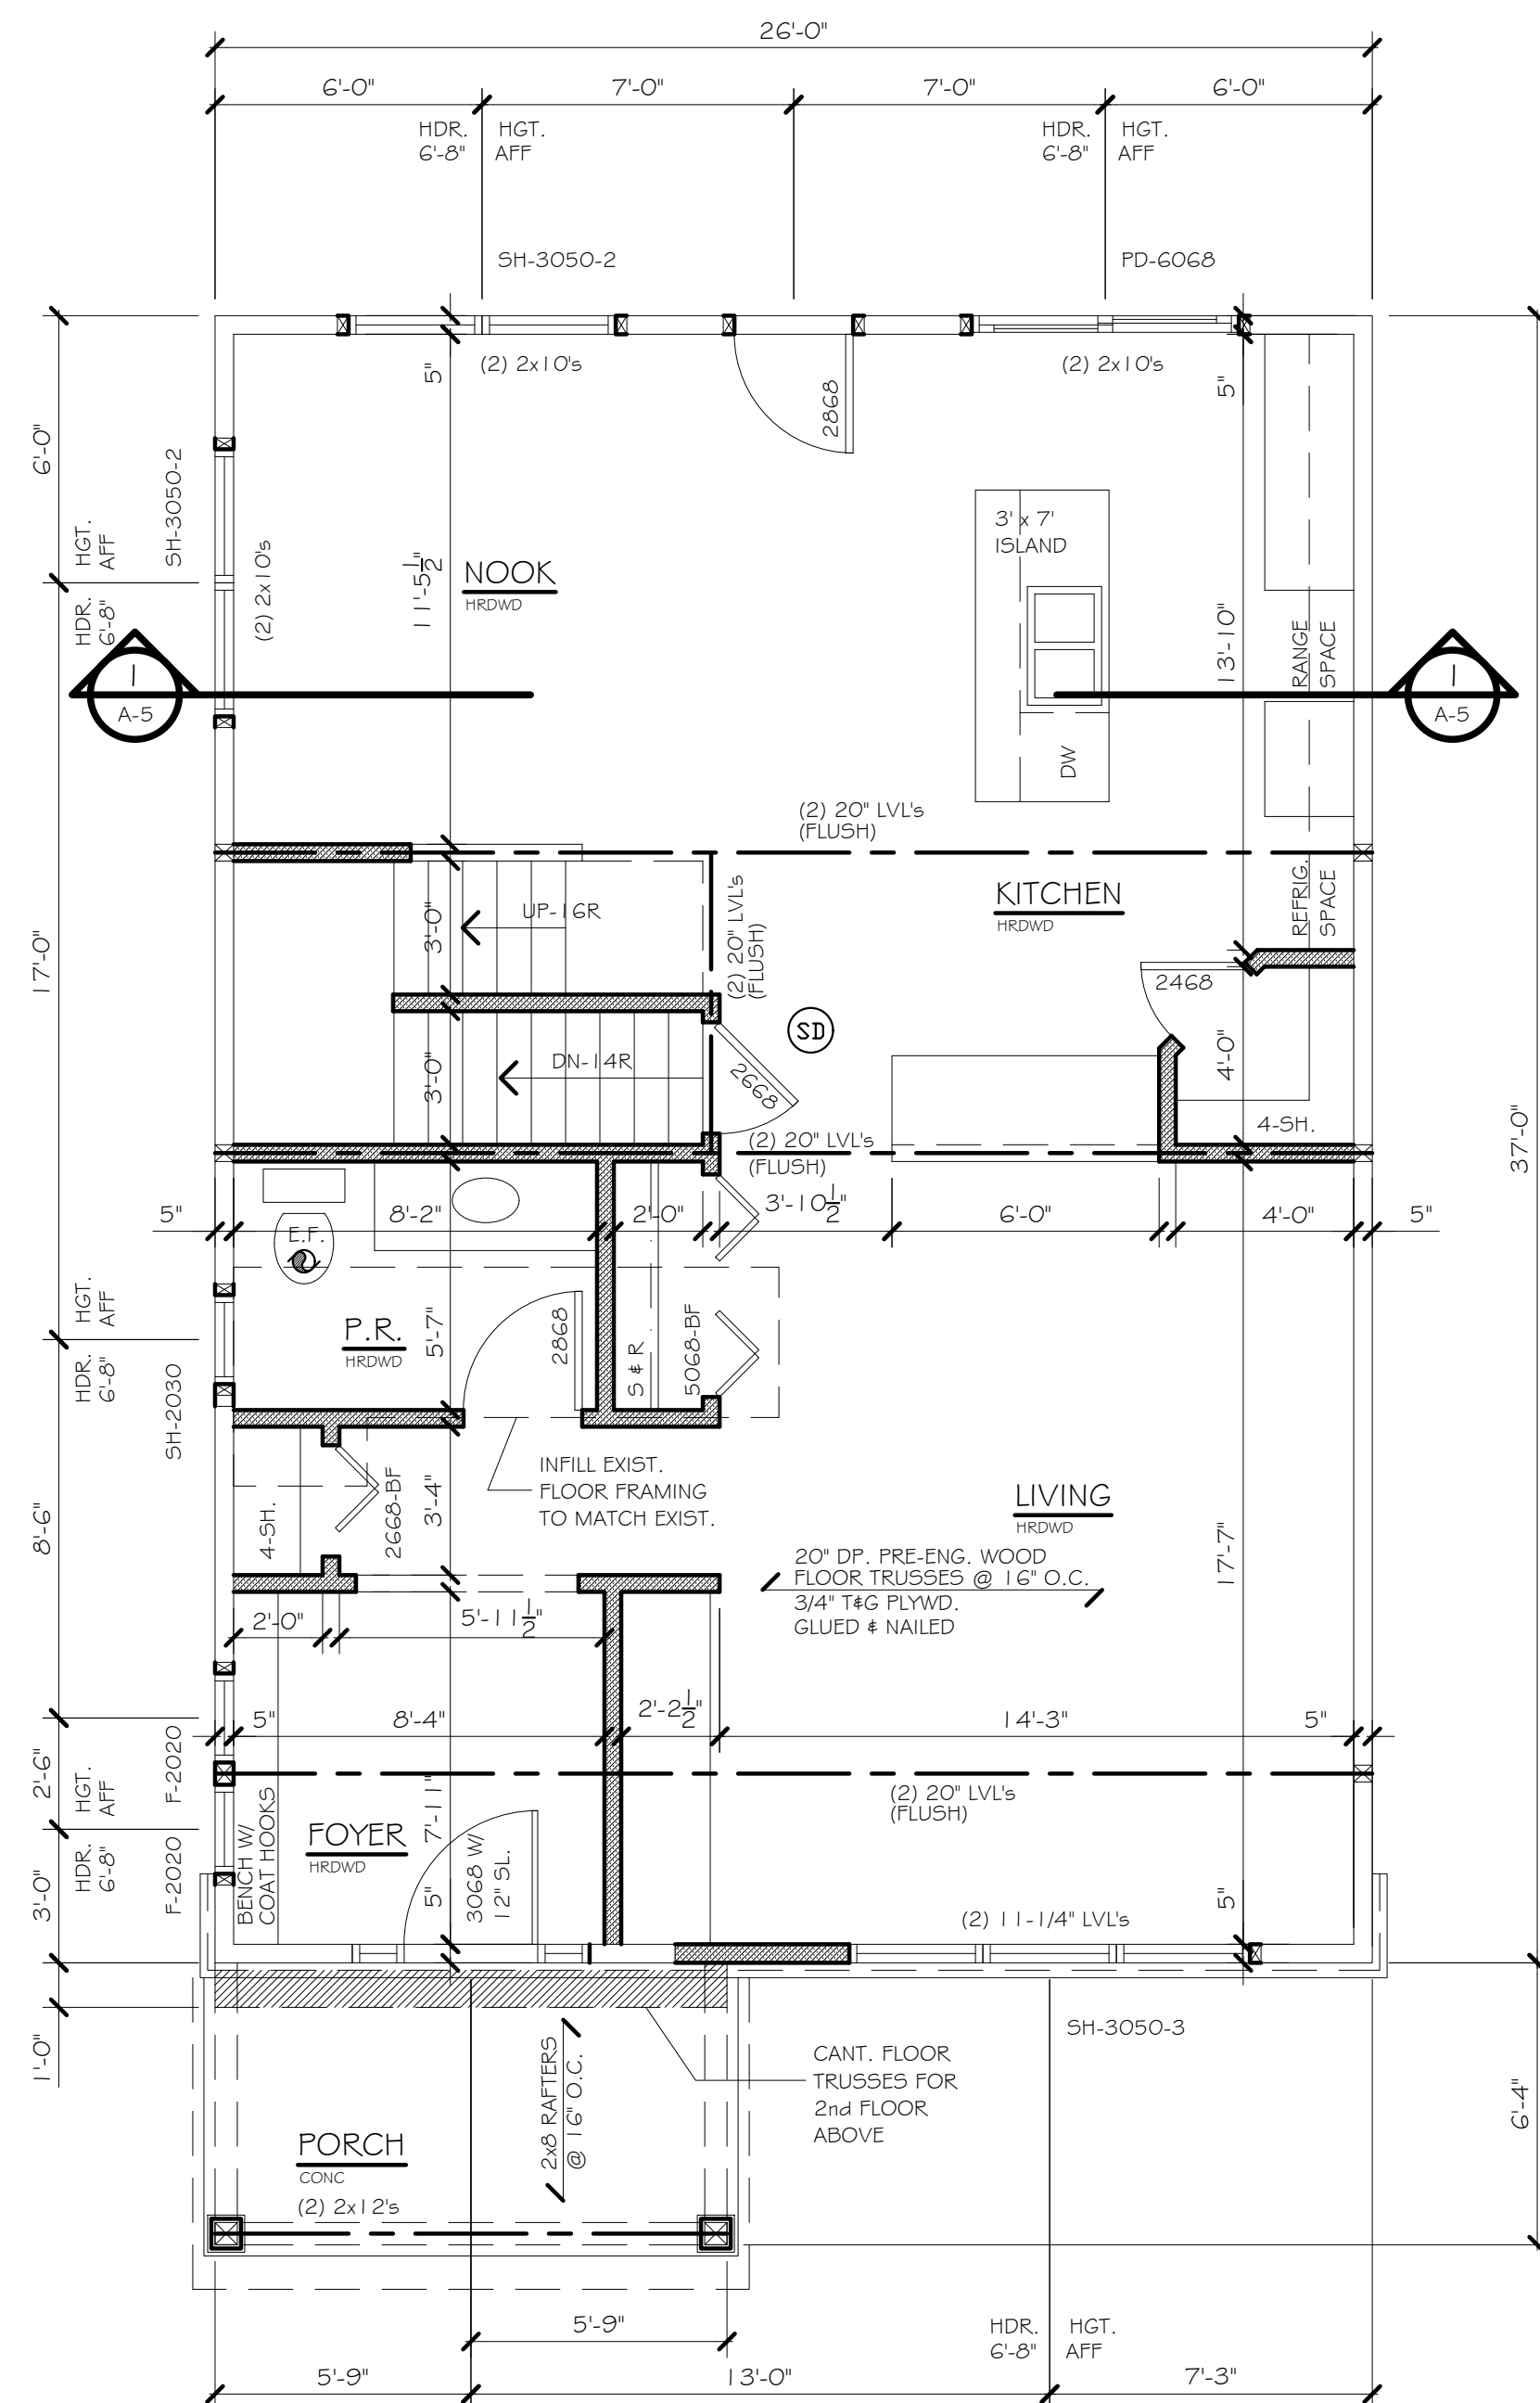 26'-0"
6'-0" 7'-0" 7'-0" 6'-0"
HDR. HGT.
6'-8" AFF
HDR. HGT.
6'-8" AFF
SH-3050-2
PD-6068
5"
(2) 2x10's
2868
(2) 2x10's
5"
6'-0"
HGT.
AFF
SH-3050-2
HDR.
6'-8"
(2) 2x10's
11'-5 1/2"
NOOK
HRDWD
3' x 7'
ISLAND
13'-10"
RANGE
SPACE
1
A-5
1
A-5
DW
(2) 20" LVL's
(FLUSH)
17'-0"
3'-0"
UP-16R
(2) 20" LVL's
(FLUSH)
KITCHEN
HRDWD
REFRIG.
SPACE
2468
SD
3'-0"
DN-14R
2668
4'-0"
4-SH.
37'-0"
(2) 20" LVL's
(FLUSH)
5" 8'-2" 2'-0" 3'-10 1/2" 6'-0" 4'-0" 5"
E.F.
HGT.
AFF
HDR.
6'-8"
SH-2030
P.R.
HRDWD
5'-7"
2868
S & R
5068-BF
8'-6"
4-SH.
2668-BF
3'-4"
INFILL EXIST.
FLOOR FRAMING
TO MATCH EXIST.
LIVING
HRDWD
20" DP. PRE-ENG. WOOD
FLOOR TRUSSES @ 16" O.C.
3/4" T&G PLYWD.
GLUED & NAILED
17'-7"
2'-0" 5'-11 1/2"
5" 8'-4" 2'-2 1/2" 14'-3" 5"
2'-6"
HGT.
AFF
F-2020
(2) 20" LVL's
(FLUSH)
3'-0"
HDR.
6'-8"
F-2020
BENCH W/
COAT HOOKS
FOYER
HRDWD
7'-11"
5"
3068 W/
12" SL.
(2) 11-1/4" LVL's
5"
1'-0"
SH-3050-3
2x8 RAFTERS
@ 16" O.C.
CANT. FLOOR
TRUSSES FOR
2nd FLOOR
ABOVE
6'-4"
PORCH
CONC
(2) 2x12's
5'-9"
HDR. HGT.
6'-8" AFF
5'-9" 13'-0" 7'-3"